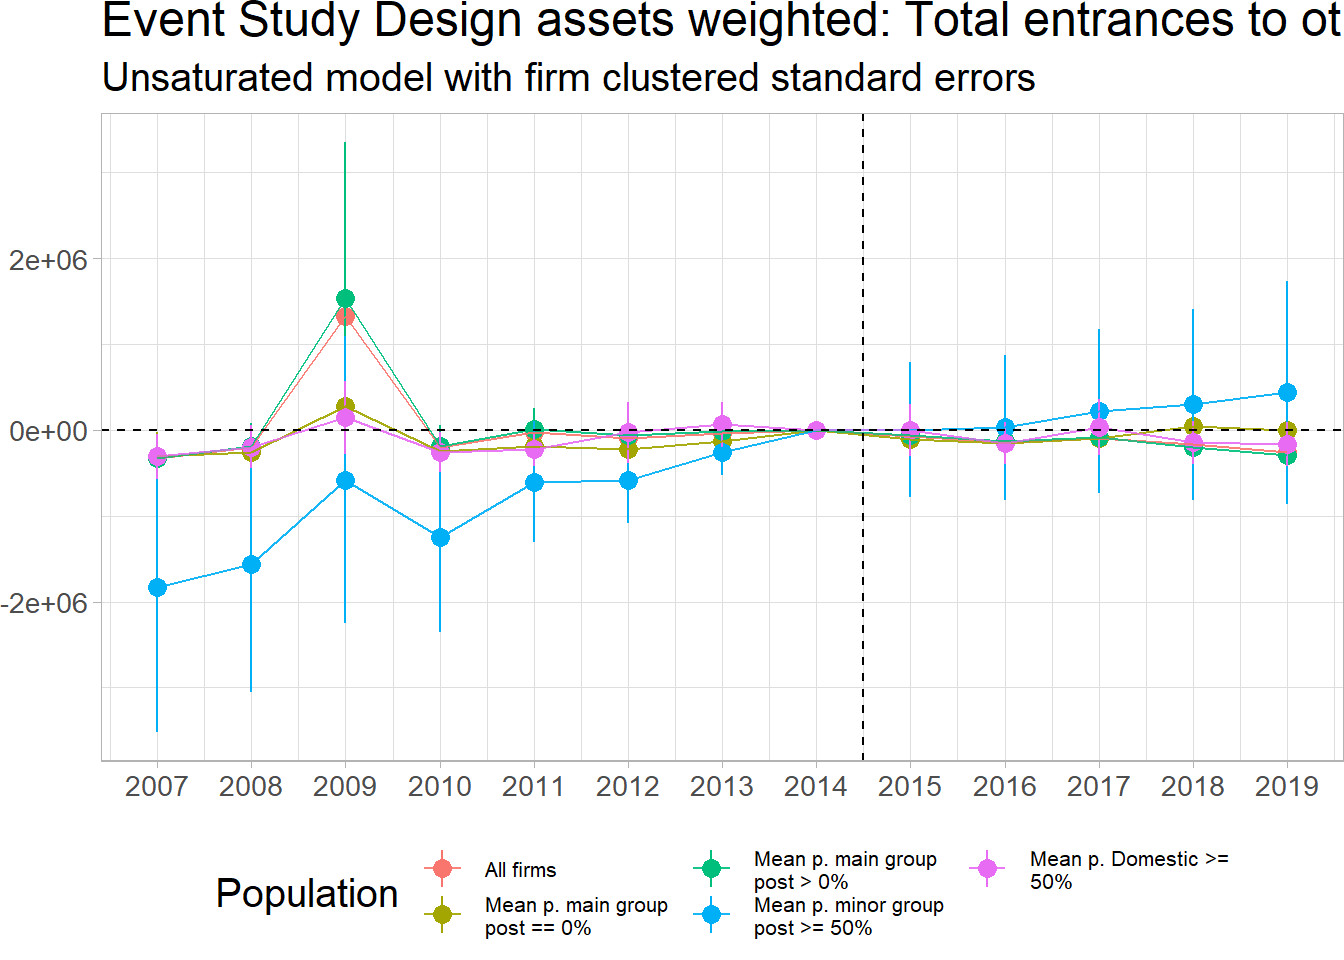 Event Study Design assets weighted: Total entrances to ot
Unsaturated model with firm clustered standard errors
2e+06
0e+00
-2e+06
2007 2008 2009 2010 2011 2012 2013 2014 2015 2016 2017 2018 2019
Population
All firms
Mean p. main group
post == 0%
Mean p. main group
post > 0%
Mean p. minor group
post >= 50%
Mean p. Domestic >=
50%